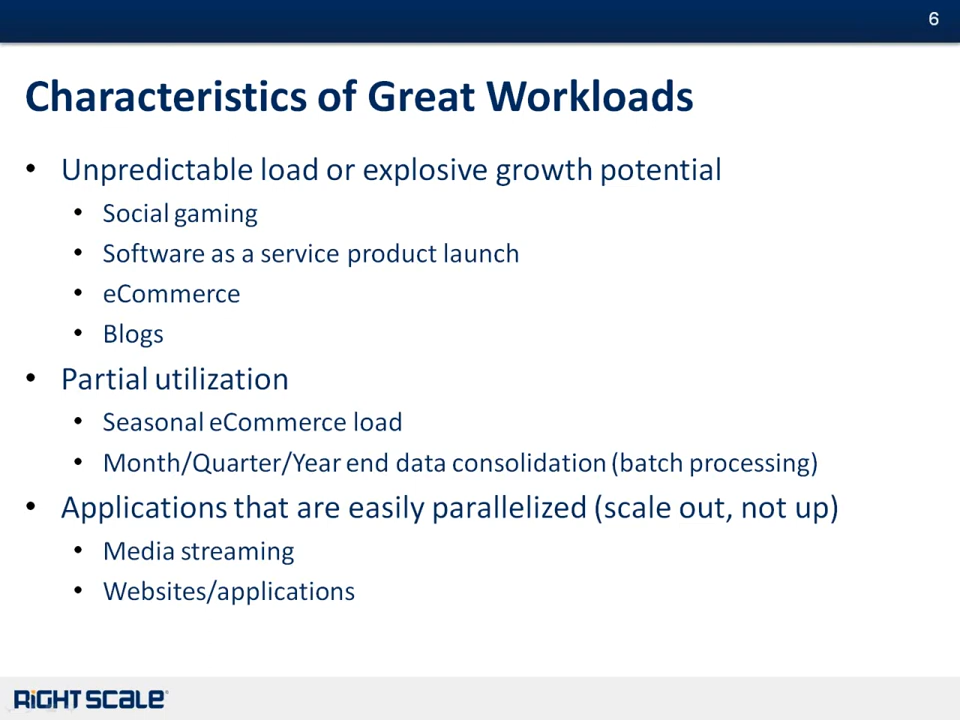 6
Characteristics of Great Workloads
• Unpredictable load or explosive growth potential
• Social gaming
• Software as a service product launch
• eCommerce
• Blogs
• Partial utilization
• Seasonal eCommerce load
• Month/Quarter/Year end data consolidation (batch processing)
• Applications that are easily parallelized (scale out, not up)
• Media streaming
• Websites/applications
RIGHTSCALE